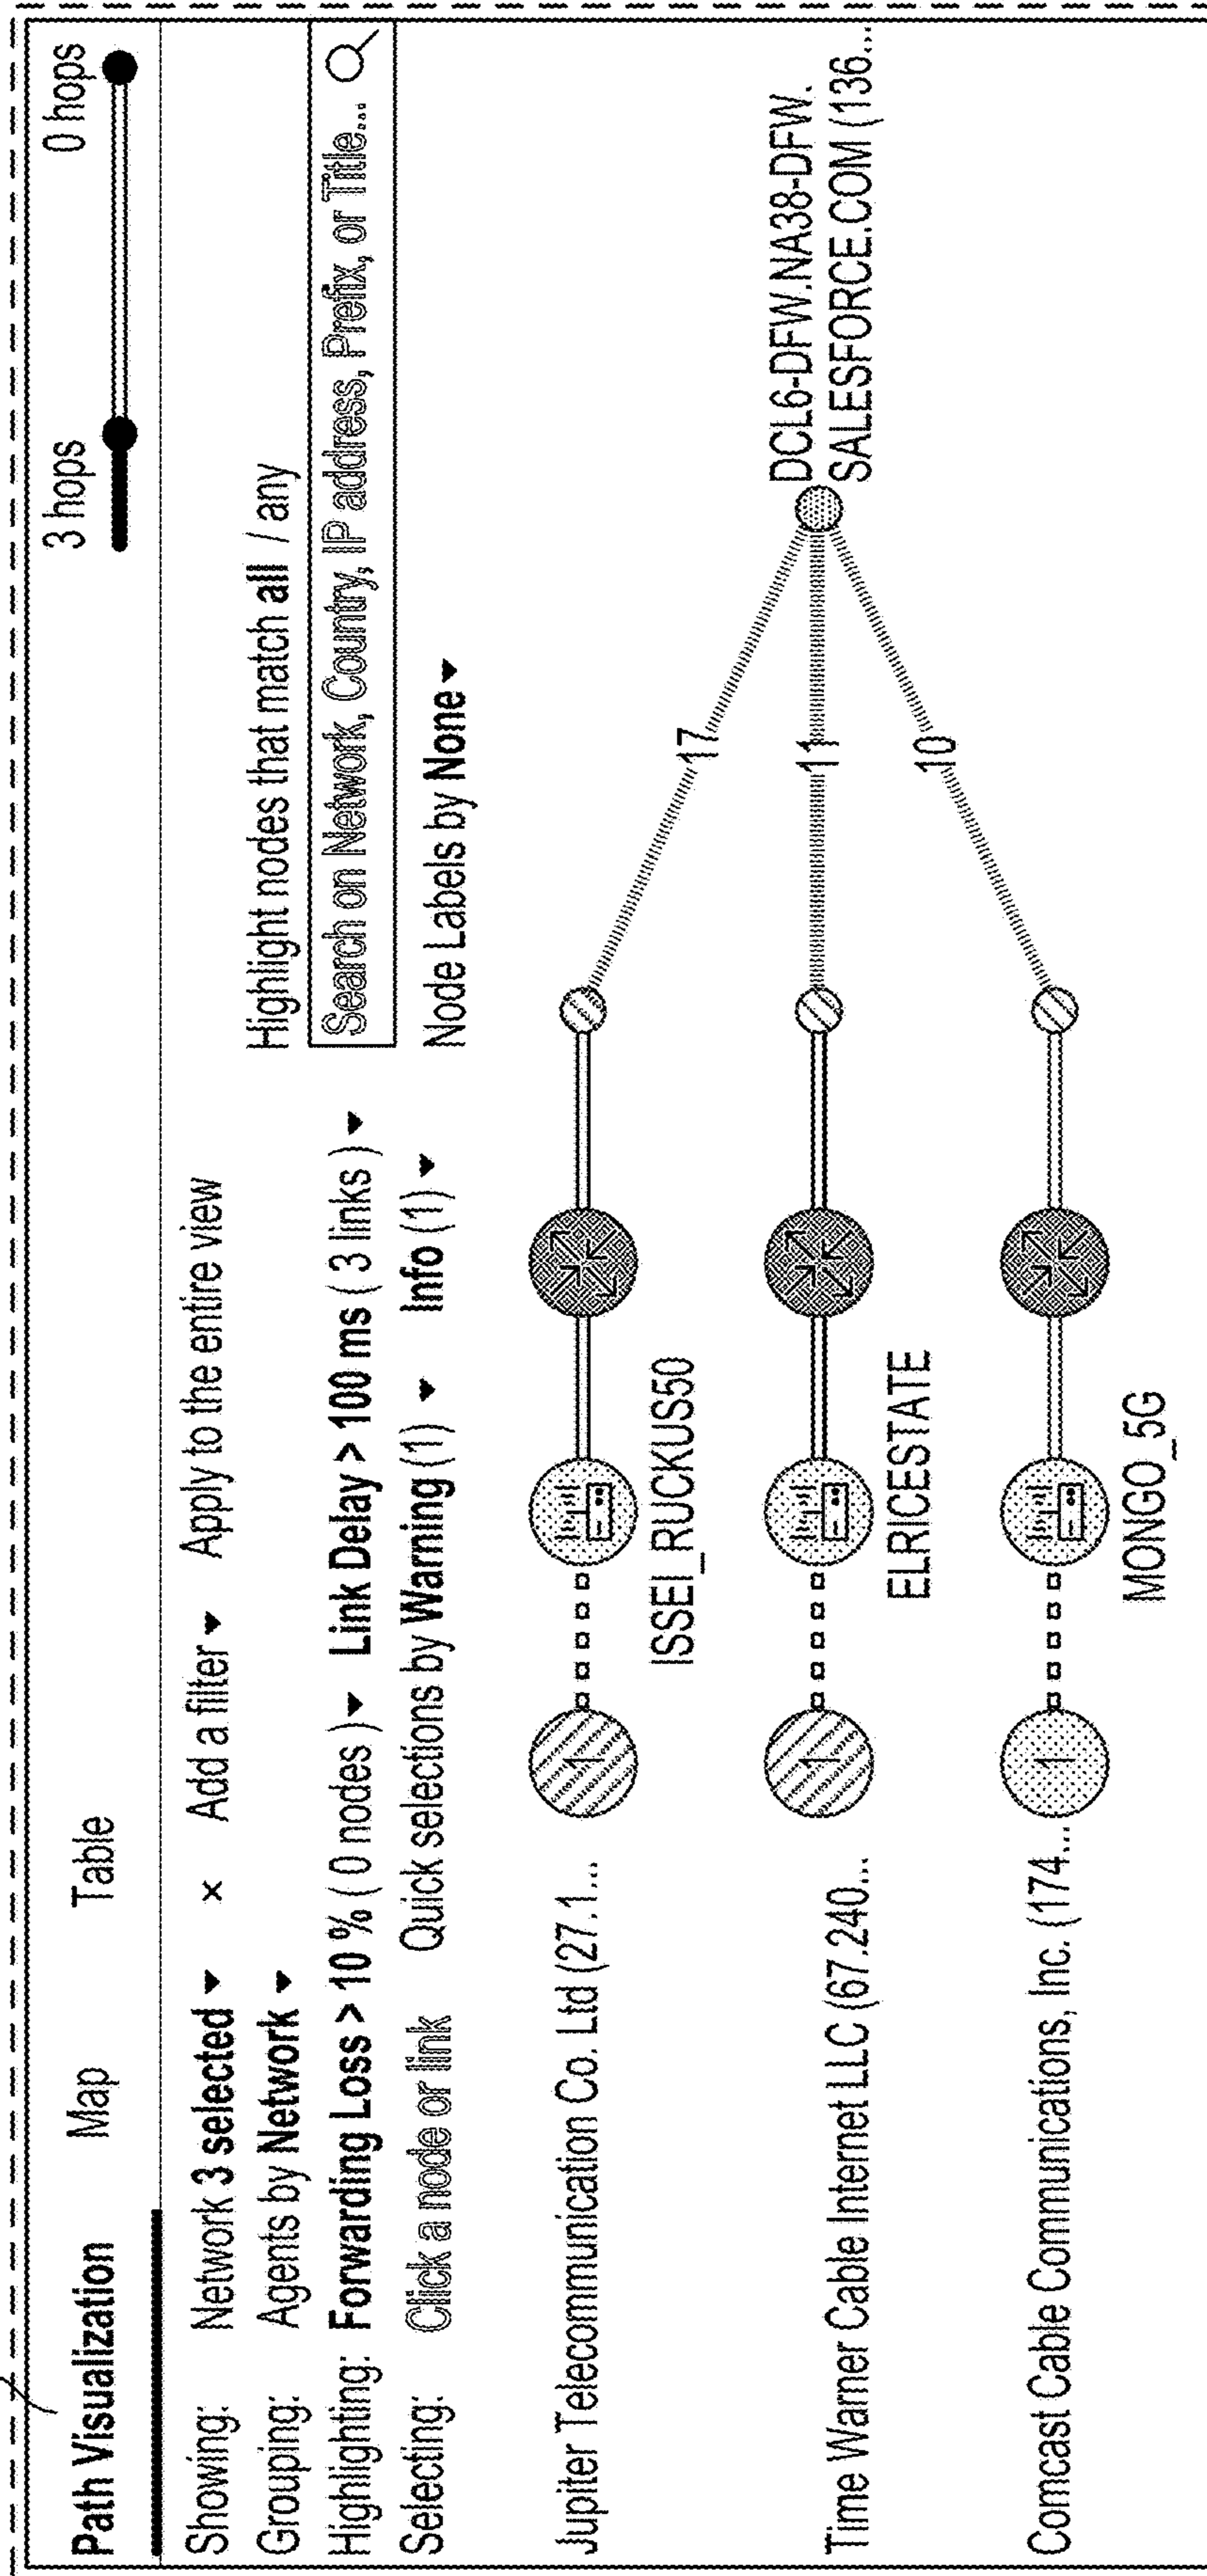 Path Visualization Map Table 3 hops 0 hops
Showing: Network 3 selected × Add a filter Apply to the entire view
Grouping: Agents by Network Highlight nodes that match all / any
Highlighting: Forwarding Loss > 10 % ( 0 nodes ) Link Delay > 100 ms ( 3 links ) Search on Network, Country, IP address, Prefix, or Title...
Selecting: Click a node or link Quick selections by Warning (1) Info (1) Node Labels by None
Jupiter Telecommunication Co. Ltd (27.1... 1
ISSEI_RUCKUS50
17
Time Warner Cable Internet LLC (67.240... 1 11
DCL6-DFW.NA38-DFW.
SALESFORCE.COM (136...
ELRICESTATE
10
Comcast Cable Communications, Inc. (174... 1
MONGO_5G